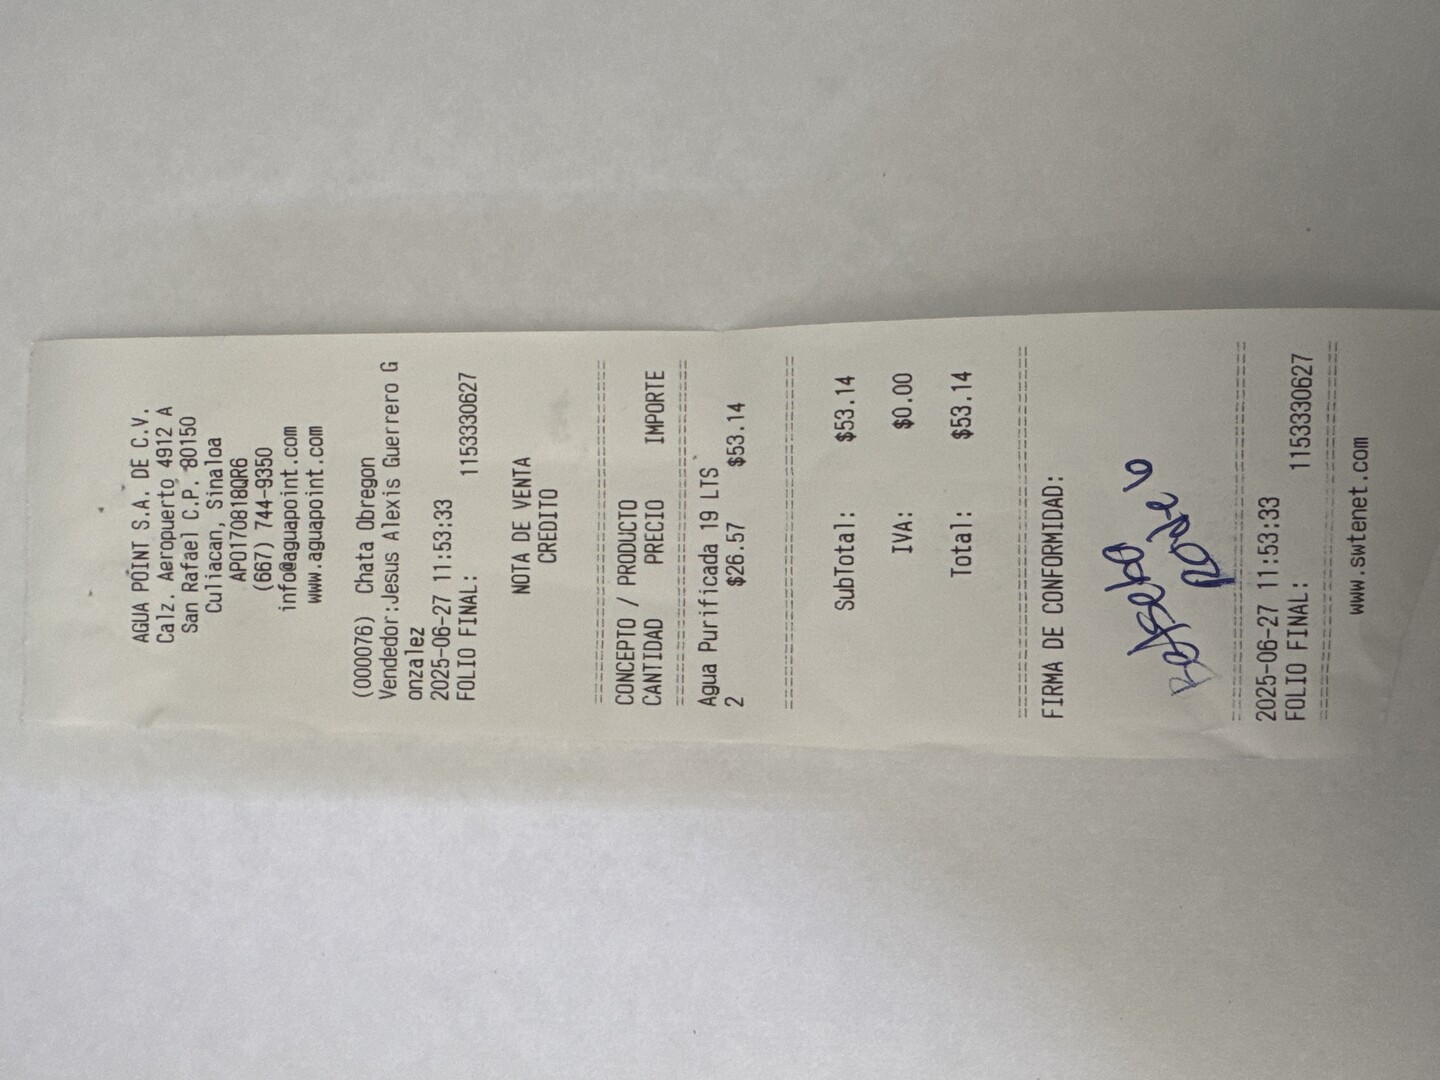 AGUA POINT S.A. DE C.V.
Calz. Aeropuerto 4912 A
San Rafael C.P. 80150
Culiacan, Sinaloa
APO170818QR6
(667) 744-9350
info@aguapoint.com
www.aguapoint.com
(000076) Chata Obregon
Vendedor:Jesus Alexis Guerrero G
onzalez
2025-06-27 11:53:33
FOLIO FINAL: 1153330627
NOTA DE VENTA
CREDITO
CONCEPTO / PRODUCTO
CANTIDAD PRECIO IMPORTE
Agua Purificada 19 LTS
2 $26.57 $53.14
SubTotal: $53.14
IVA: $0.00
Total: $53.14
FIRMA DE CONFORMIDAD:
2025-06-27 11:53:33
FOLIO FINAL: 1153330627
www.swtenet.com